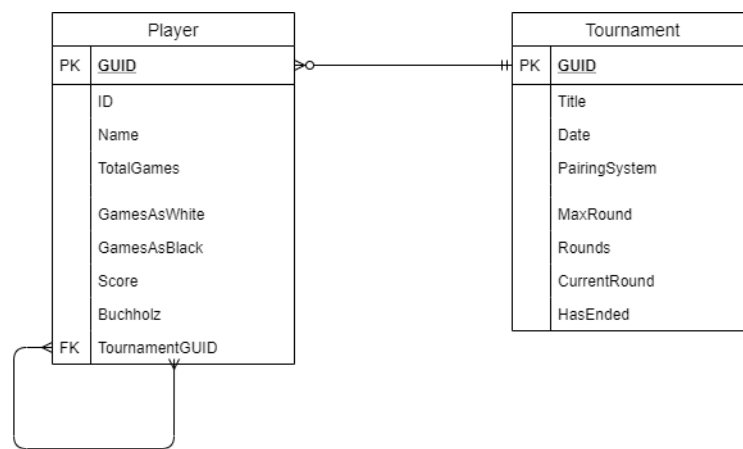 Player
PK GUID
ID
Name
TotalGames
GamesAsWhite
GamesAsBlack
Score
Buchholz
FK TournamentGUID
Tournament
PK GUID
Title
Date
PairingSystem
MaxRound
Rounds
CurrentRound
HasEnded